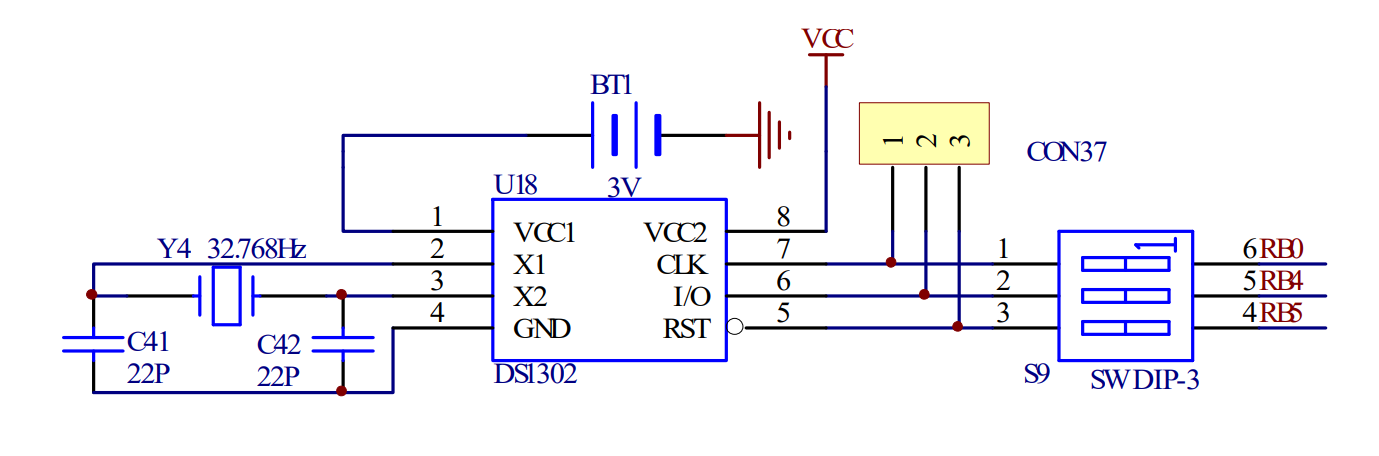 VCC
BT1
1 2 3
CON37
U18
3V
1
VCC1
VCC2
8
Y4 32.768Hz
2
X1
CLK
7
1
6
RB0
3
X2
I/O
6
2
5
RB4
4
GND
RST
5
3
4
RB5
C41
22P
C42
22P
DS1302
S9
SW DIP-3
1